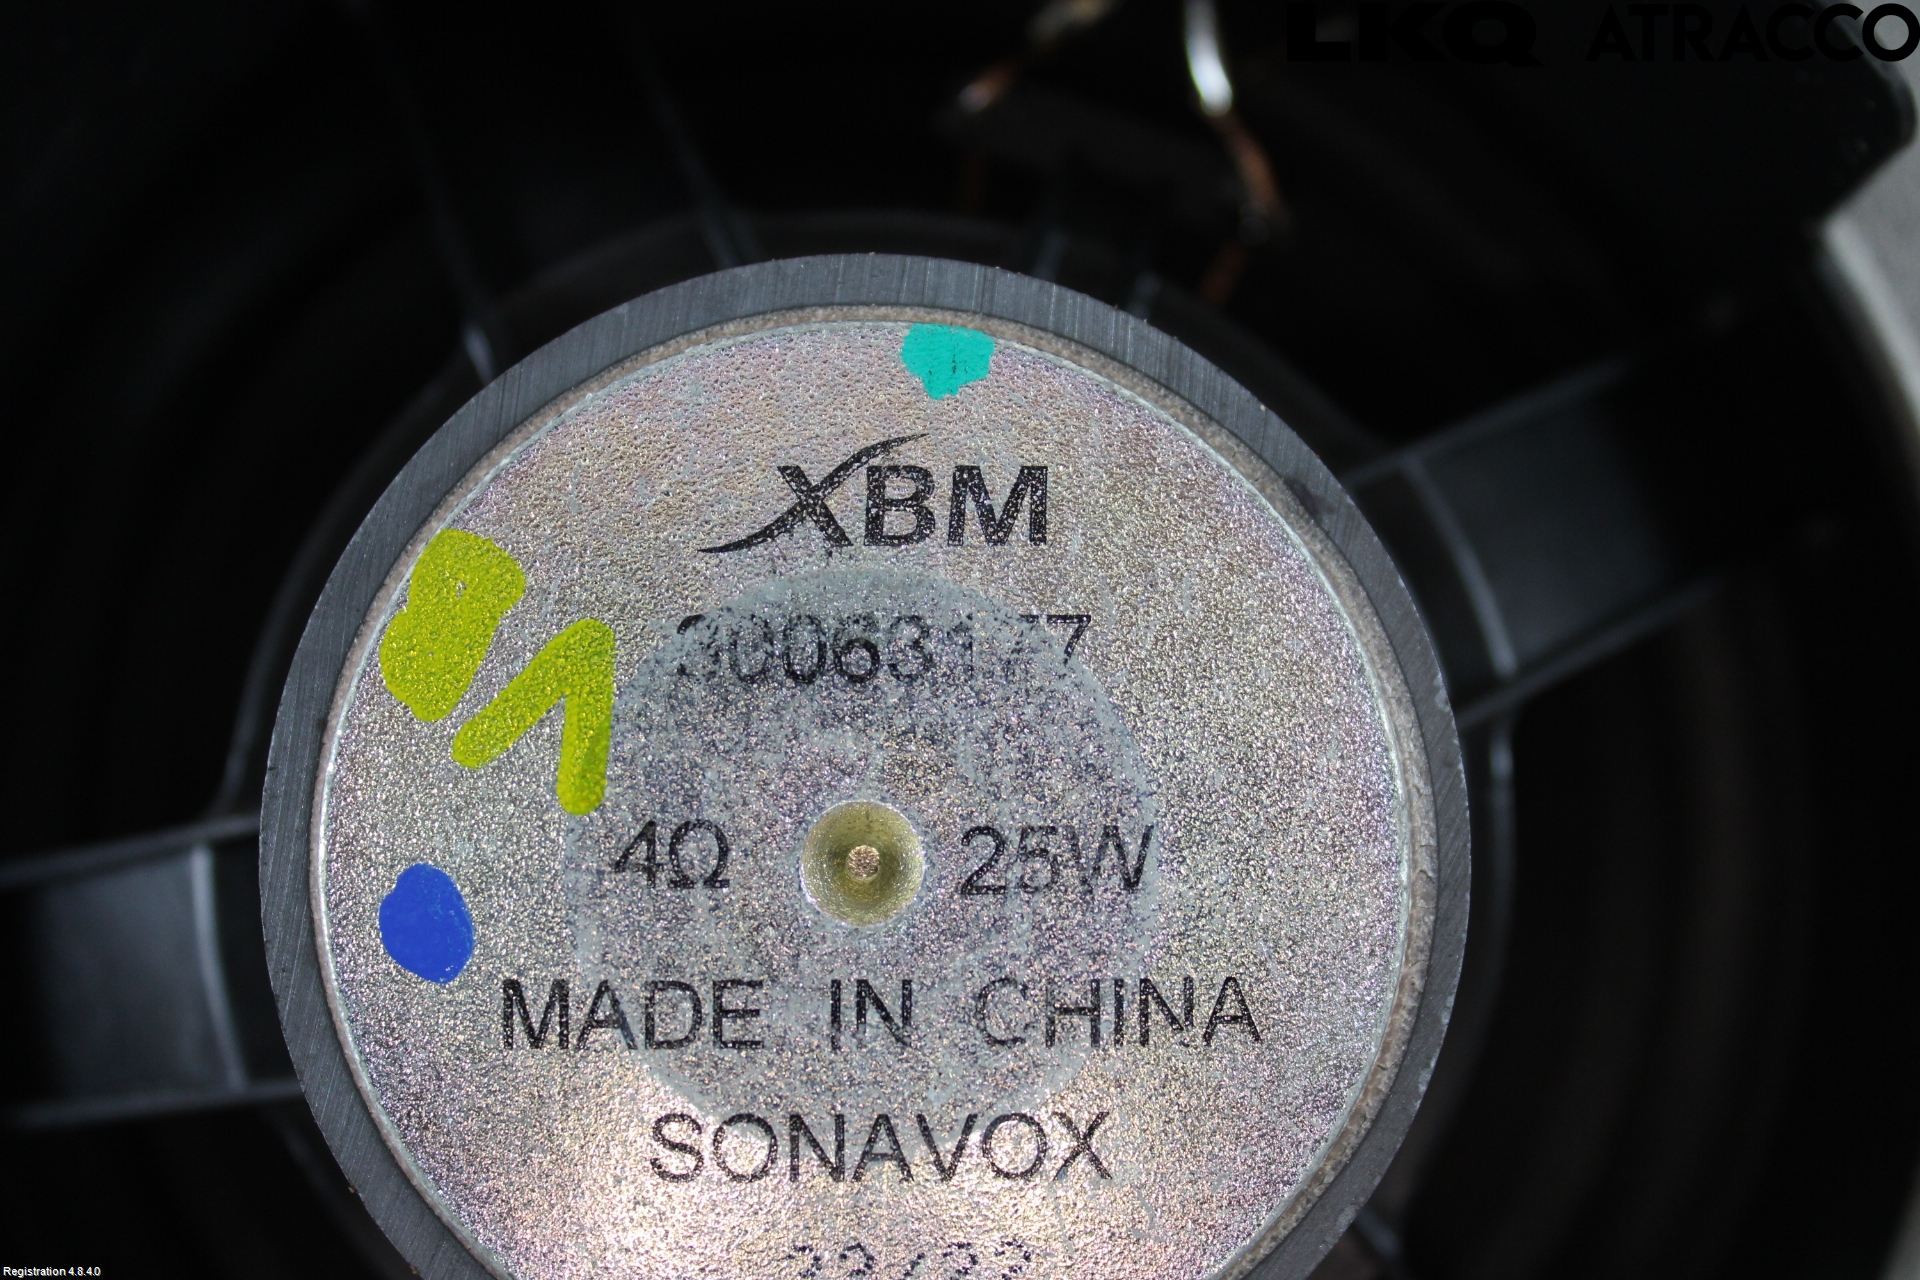 LKQ ATRACCO
XBM
30063177
4Ω 25W
MADE IN CHINA
SONAVOX
Registration 4.8.4.0